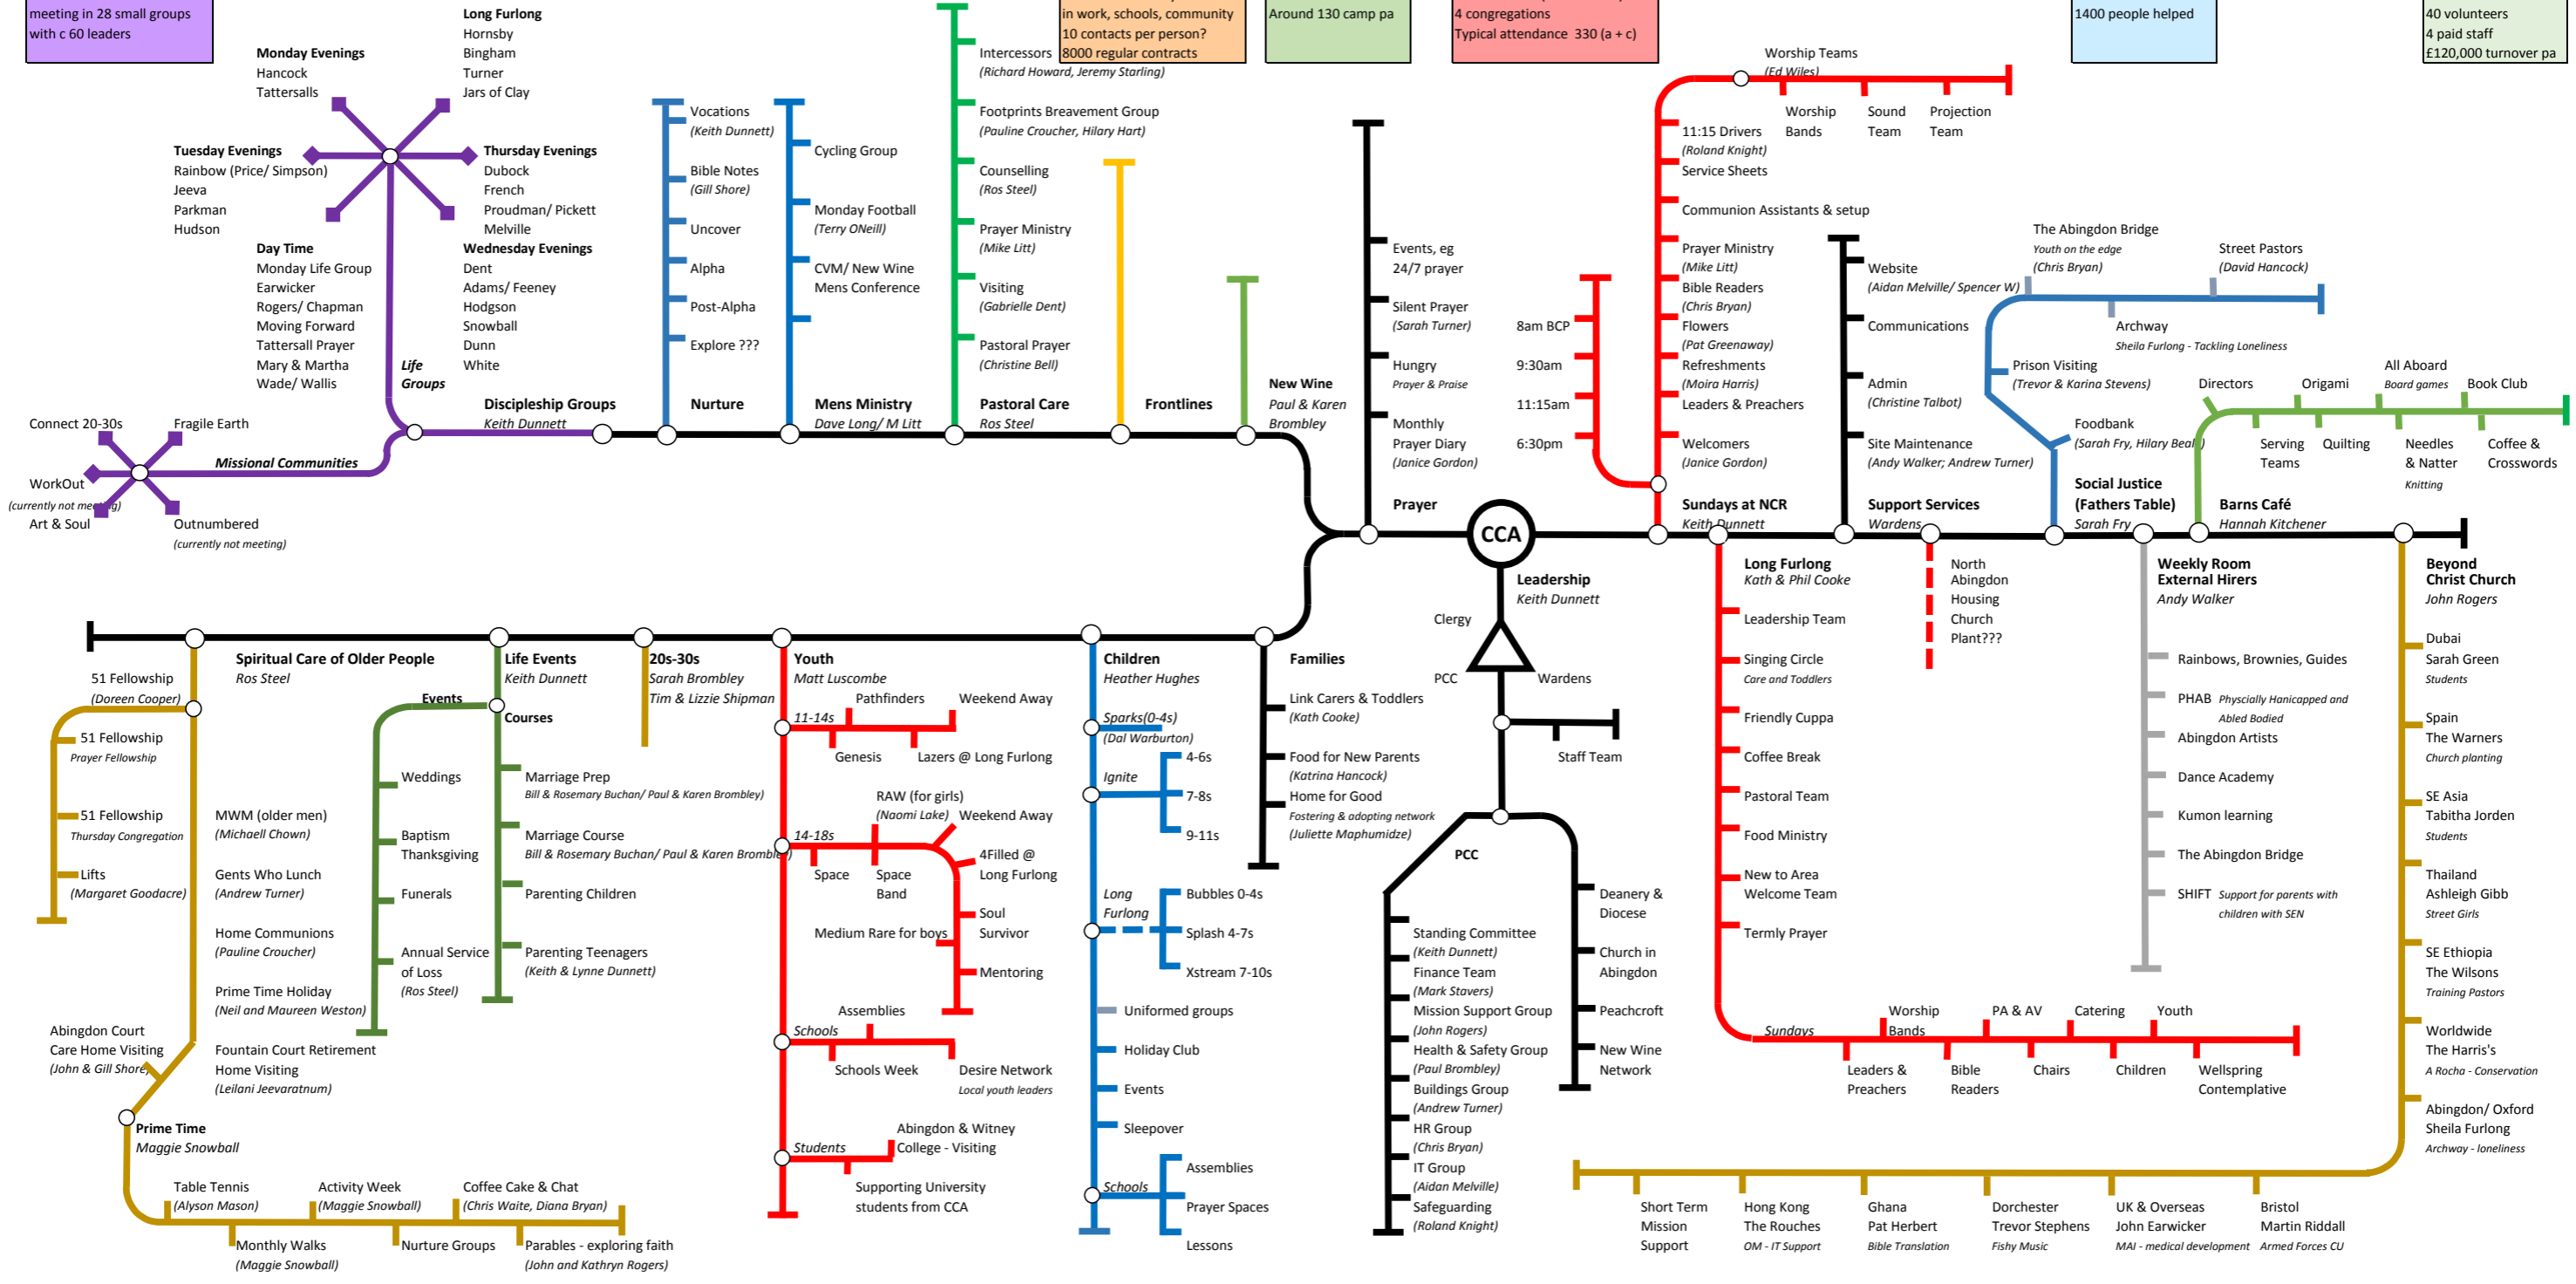 meeting in 28 small groups
with c 60 leaders
in work, schools, community
10 contacts per person?
8000 regular contracts
Around 130 camp pa
4 congregations
Typical attendance 330 (a + c)
1400 people helped
40 volunteers
4 paid staff
£120,000 turnover pa
Long Furlong
Hornsby
Bingham
Turner
Jars of Clay
Monday Evenings
Hancock
Tattersalls
Tuesday Evenings
Rainbow (Price/ Simpson)
Jeeva
Parkman
Hudson
Thursday Evenings
Dubock
French
Proudman/ Pickett
Melville
Day Time
Monday Life Group
Earwicker
Rogers/ Chapman
Moving Forward
Tattersall Prayer
Mary & Martha
Wade/ Wallis
Wednesday Evenings
Dent
Adams/ Feeney
Hodgson
Snowball
Dunn
White
Life
Groups
Connect 20-30s
Fragile Earth
WorkOut
(currently not meeting)
Art & Soul
Outnumbered
(currently not meeting)
Missional Communities
Discipleship Groups
Keith Dunnett
Vocations
(Keith Dunnett)
Bible Notes
(Gill Shore)
Uncover
Alpha
Post-Alpha
Explore ???
Nurture
Cycling Group
Monday Football
(Terry ONeill)
CVM/ New Wine
Mens Conference
Mens Ministry
Dave Long/ M Litt
Intercessors
(Richard Howard, Jeremy Starling)
Footprints Breavement Group
(Pauline Croucher, Hilary Hart)
Counselling
(Ros Steel)
Prayer Ministry
(Mike Litt)
Visiting
(Gabrielle Dent)
Pastoral Prayer
(Christine Bell)
Pastoral Care
Ros Steel
Frontlines
New Wine
Paul & Karen
Brombley
Events, eg
24/7 prayer
Silent Prayer
(Sarah Turner)
Hungry
Prayer & Praise
Monthly
Prayer Diary
(Janice Gordon)
Prayer
CCA
8am BCP
9:30am
11:15am
6:30pm
Worship Teams
(Ed Wiles)
Worship
Bands
Sound
Team
Projection
Team
11:15 Drivers
(Roland Knight)
Service Sheets
Communion Assistants & setup
Prayer Ministry
(Mike Litt)
Bible Readers
(Chris Bryan)
Flowers
(Pat Greenaway)
Refreshments
(Moira Harris)
Leaders & Preachers
Welcomers
(Janice Gordon)
Sundays at NCR
Keith Dunnett
Website
(Aidan Melville/ Spencer W)
Communications
Admin
(Christine Talbot)
Site Maintenance
(Andy Walker; Andrew Turner)
Support Services
Wardens
The Abingdon Bridge
Youth on the edge
(Chris Bryan)
Street Pastors
(David Hancock)
Archway
Sheila Furlong - Tackling Loneliness
Prison Visiting
(Trevor & Karina Stevens)
Foodbank
(Sarah Fry, Hilary Beale)
Social Justice
(Fathers Table)
Sarah Fry
Directors
Origami
All Aboard
Board games
Book Club
Serving
Teams
Quilting
Needles
& Natter
Knitting
Coffee &
Crosswords
Barns Café
Hannah Kitchener
Leadership
Keith Dunnett
Clergy
PCC
Wardens
Staff Team
PCC
Standing Committee
(Keith Dunnett)
Finance Team
(Mark Stavers)
Mission Support Group
(John Rogers)
Health & Safety Group
(Paul Brombley)
Buildings Group
(Andrew Turner)
HR Group
(Chris Bryan)
IT Group
(Aidan Melville)
Safeguarding
(Roland Knight)
Deanery &
Diocese
Church in
Abingdon
Peachcroft
New Wine
Network
Long Furlong
Kath & Phil Cooke
Leadership Team
Singing Circle
Care and Toddlers
Friendly Cuppa
Coffee Break
Pastoral Team
Food Ministry
New to Area
Welcome Team
Termly Prayer
Sundays
Worship
Bands
PA & AV
Catering
Youth
Leaders &
Preachers
Bible
Readers
Chairs
Children
Wellspring
Contemplative
North
Abingdon
Housing
Church
Plant???
Weekly Room
External Hirers
Andy Walker
Rainbows, Brownies, Guides
PHAB Physcially Hanicapped and
Abled Bodied
Abingdon Artists
Dance Academy
Kumon learning
The Abingdon Bridge
SHIFT Support for parents with
children with SEN
Beyond
Christ Church
John Rogers
Dubai
Sarah Green
Students
Spain
The Warners
Church planting
SE Asia
Tabitha Jorden
Students
Thailand
Ashleigh Gibb
Street Girls
SE Ethiopia
The Wilsons
Training Pastors
Worldwide
The Harris's
A Rocha - Conservation
Abingdon/ Oxford
Sheila Furlong
Archway - loneliness
Short Term
Mission
Support
Hong Kong
The Rouches
OM - IT Support
Ghana
Pat Herbert
Bible Translation
Dorchester
Trevor Stephens
Fishy Music
UK & Overseas
John Earwicker
MAI - medical development
Bristol
Martin Riddall
Armed Forces CU
Spiritual Care of Older People
Ros Steel
51 Fellowship
(Doreen Cooper)
51 Fellowship
Prayer Fellowship
51 Fellowship
Thursday Congregation
Lifts
(Margaret Goodacre)
MWM (older men)
(Michaell Chown)
Gents Who Lunch
(Andrew Turner)
Home Communions
(Pauline Croucher)
Prime Time Holiday
(Neil and Maureen Weston)
Abingdon Court
Care Home Visiting
(John & Gill Shore)
Fountain Court Retirement
Home Visiting
(Leilani Jeevaratnum)
Prime Time
Maggie Snowball
Table Tennis
(Alyson Mason)
Activity Week
(Maggie Snowball)
Coffee Cake & Chat
(Chris Waite, Diana Bryan)
Monthly Walks
(Maggie Snowball)
Nurture Groups
Parables - exploring faith
(John and Kathryn Rogers)
Life Events
Keith Dunnett
Events
Courses
Weddings
Baptism
Thanksgiving
Funerals
Annual Service
of Loss
(Ros Steel)
Marriage Prep
Bill & Rosemary Buchan/ Paul & Karen Brombley)
Marriage Course
Bill & Rosemary Buchan/ Paul & Karen Brombley)
Parenting Children
Parenting Teenagers
(Keith & Lynne Dunnett)
20s-30s
Sarah Brombley
Tim & Lizzie Shipman
Youth
Matt Luscombe
11-14s
Pathfinders
Weekend Away
Genesis
Lazers @ Long Furlong
14-18s
RAW (for girls)
(Naomi Lake)
Weekend Away
Space
Space
Band
4Filled @
Long Furlong
Soul
Survivor
Medium Rare for boys
Mentoring
Schools
Assemblies
Schools Week
Desire Network
Local youth leaders
Students
Abingdon & Witney
College - Visiting
Supporting University
students from CCA
Children
Heather Hughes
Sparks(0-4s)
(Dal Warburton)
Ignite
4-6s
7-8s
9-11s
Long
Furlong
Bubbles 0-4s
Splash 4-7s
Xstream 7-10s
Uniformed groups
Holiday Club
Events
Sleepover
Schools
Assemblies
Prayer Spaces
Lessons
Families
Link Carers & Toddlers
(Kath Cooke)
Food for New Parents
(Katrina Hancock)
Home for Good
Fostering & adopting network
(Juliette Maphumidze)